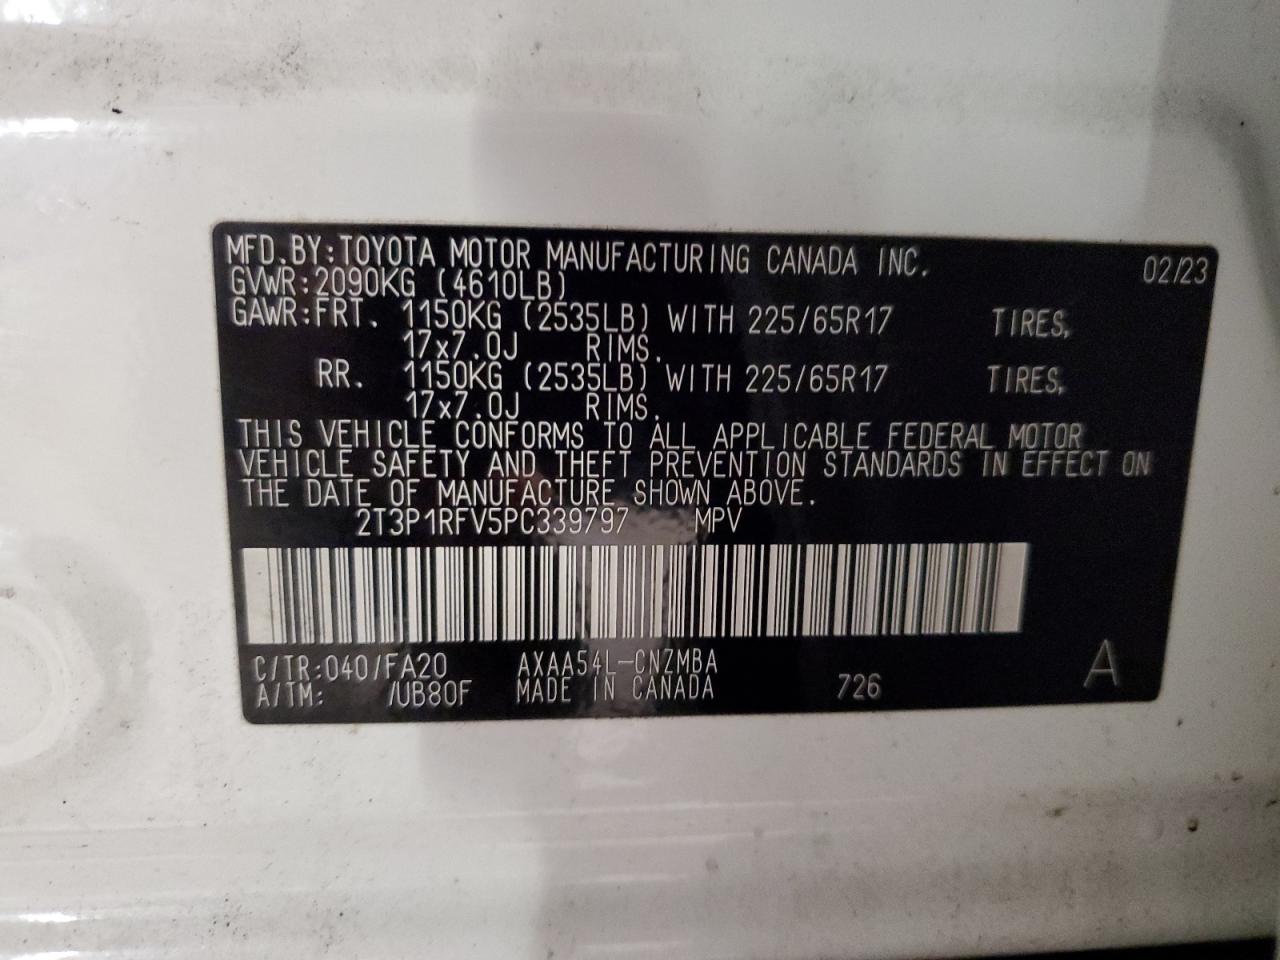 MFD.BY:TOYOTA MOTOR MANUFACTURING CANADA INC. 02/23
GVWR:2090KG (4610LB)
GAWR:FRT. 1150KG (2535LB) WITH 225/65R17 TIRES,
17x7.0J RIMS.
RR. 1150KG (2535LB) WITH 225/65R17 TIRES,
17x7.0J RIMS.
THIS VEHICLE CONFORMS TO ALL APPLICABLE FEDERAL MOTOR
VEHICLE SAFETY AND THEFT PREVENTION STANDARDS IN EFFECT ON
THE DATE OF MANUFACTURE SHOWN ABOVE.
2T3P1RFV5PC339797 MPV
C/TR:040/FA20 AXAA54L-CNZMBA A
A/TM: /UB80F MADE IN CANADA 726